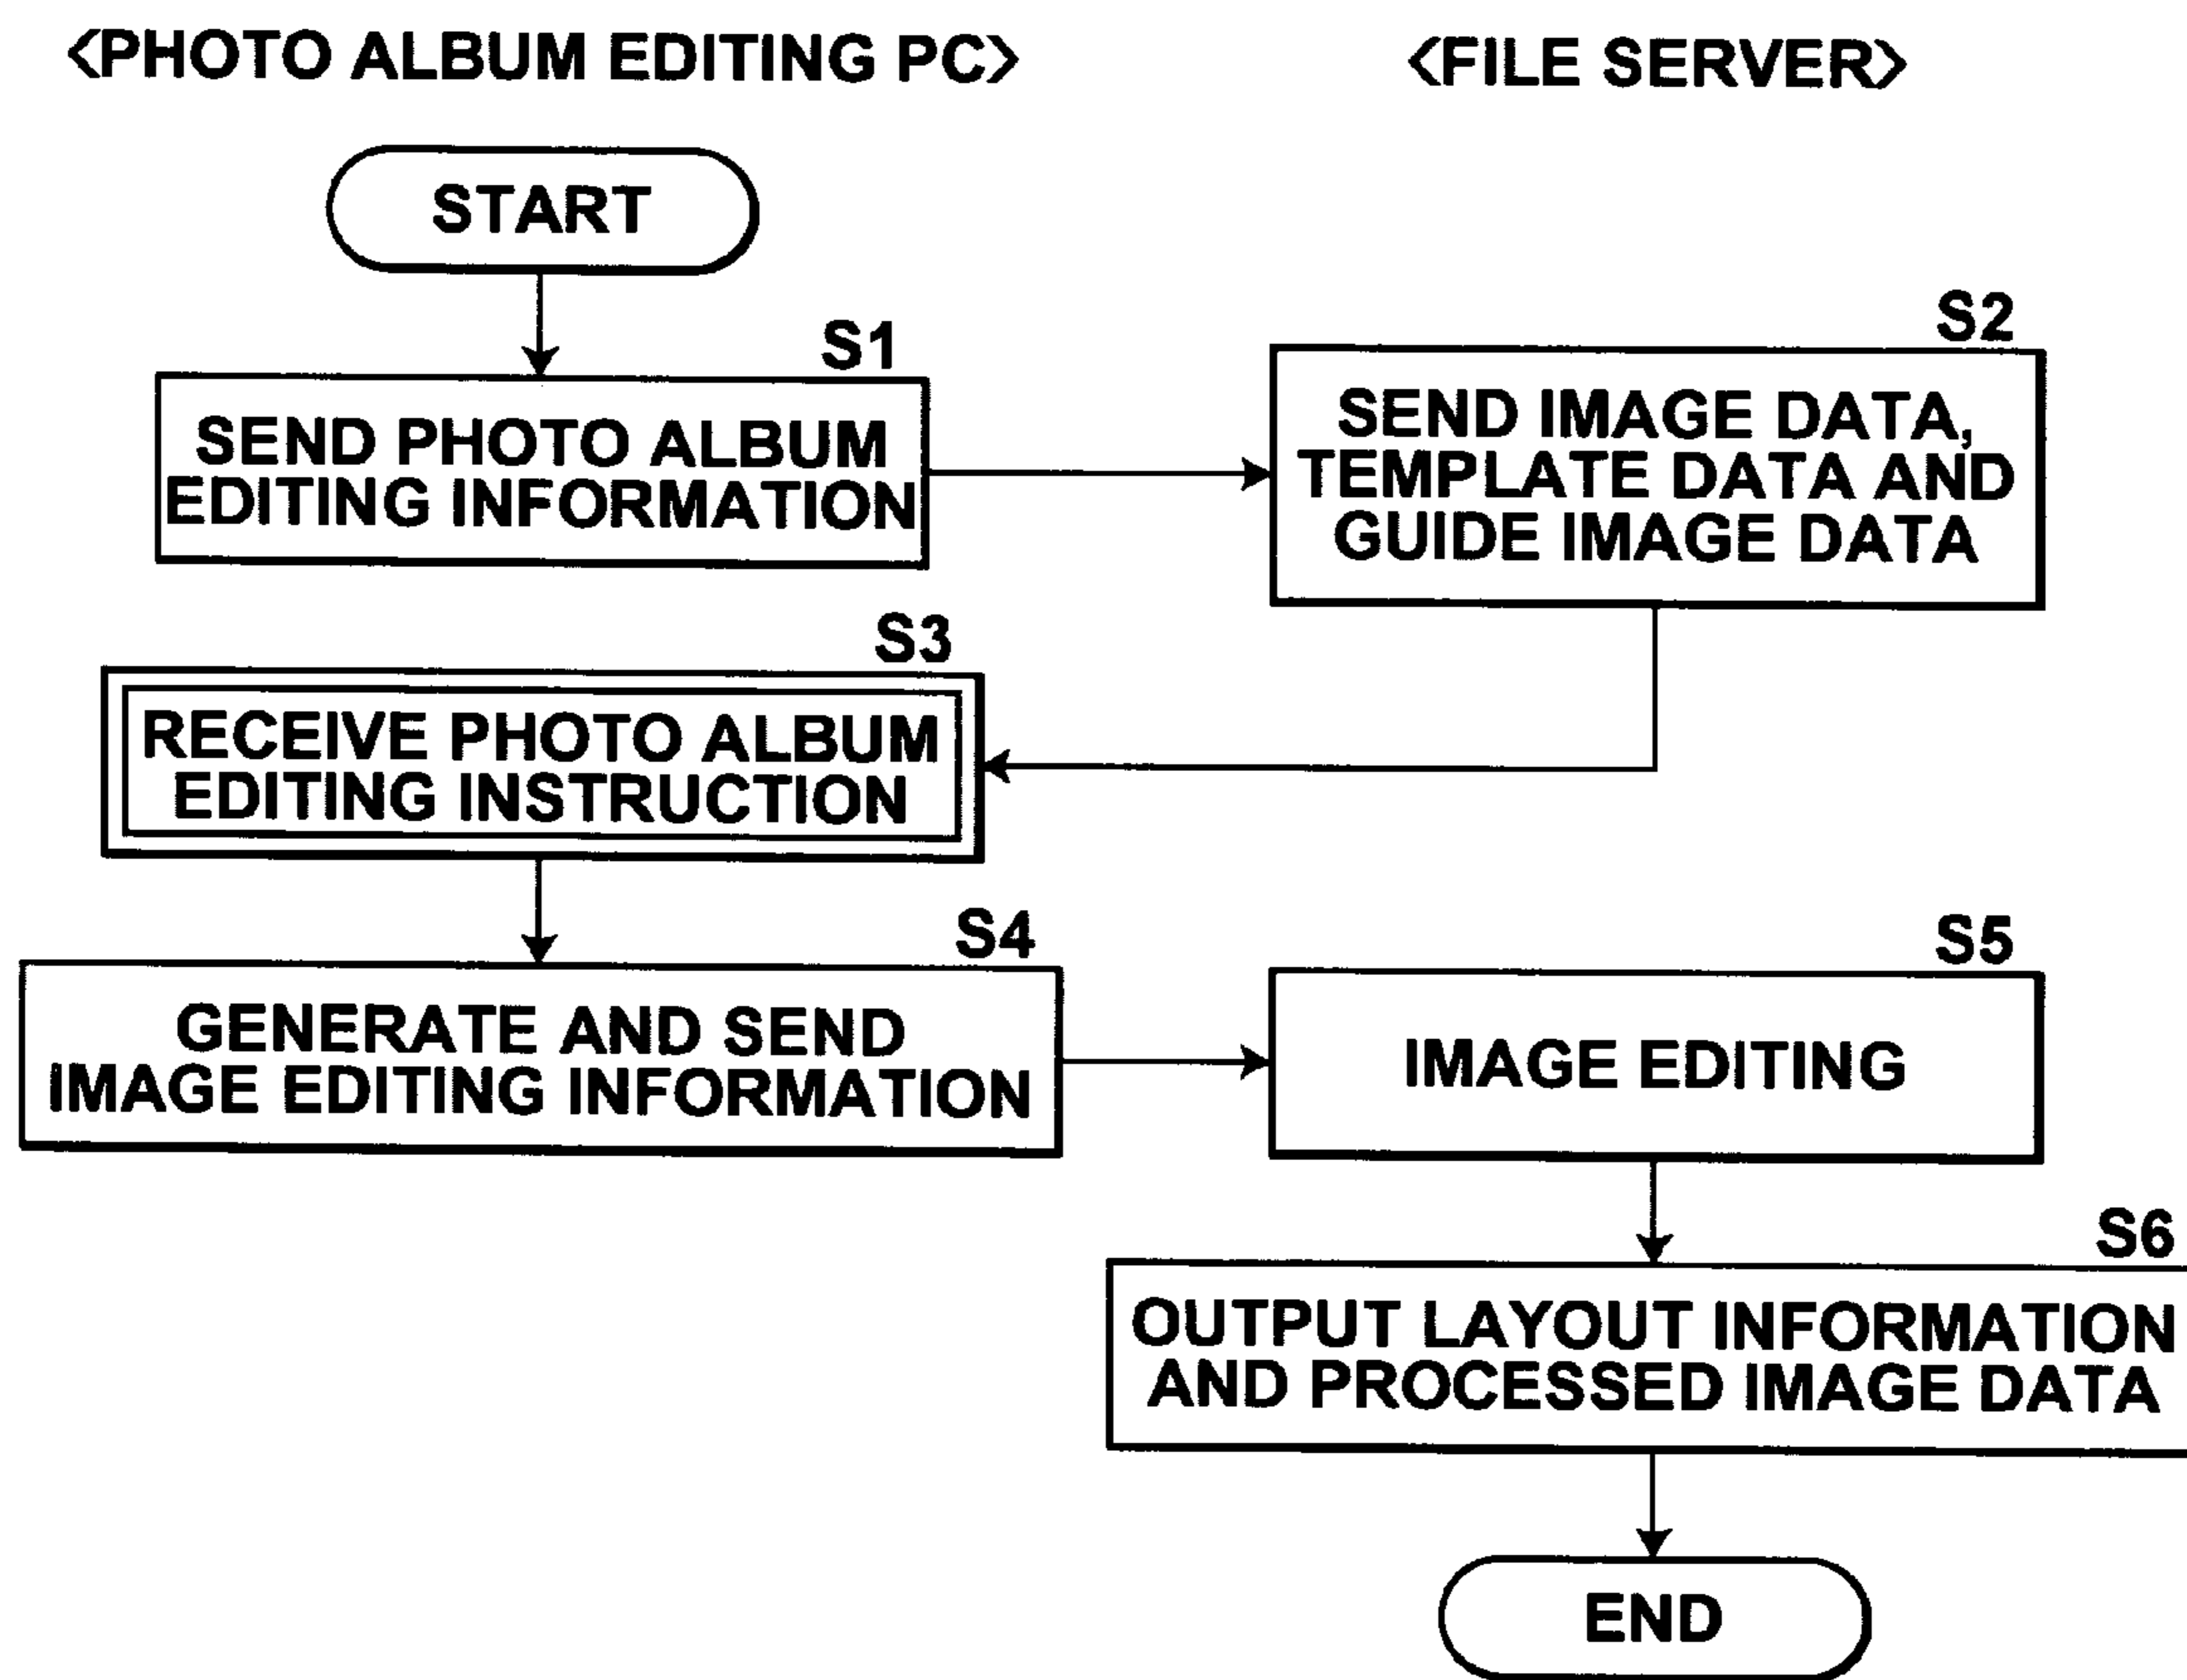 <PHOTO ALBUM EDITING PC>
<FILE SERVER>
START
S1
SEND PHOTO ALBUM
EDITING INFORMATION
S2
SEND IMAGE DATA,
TEMPLATE DATA AND
GUIDE IMAGE DATA
S3
RECEIVE PHOTO ALBUM
EDITING INSTRUCTION
S4
GENERATE AND SEND
IMAGE EDITING INFORMATION
S5
IMAGE EDITING
S6
OUTPUT LAYOUT INFORMATION
AND PROCESSED IMAGE DATA
END